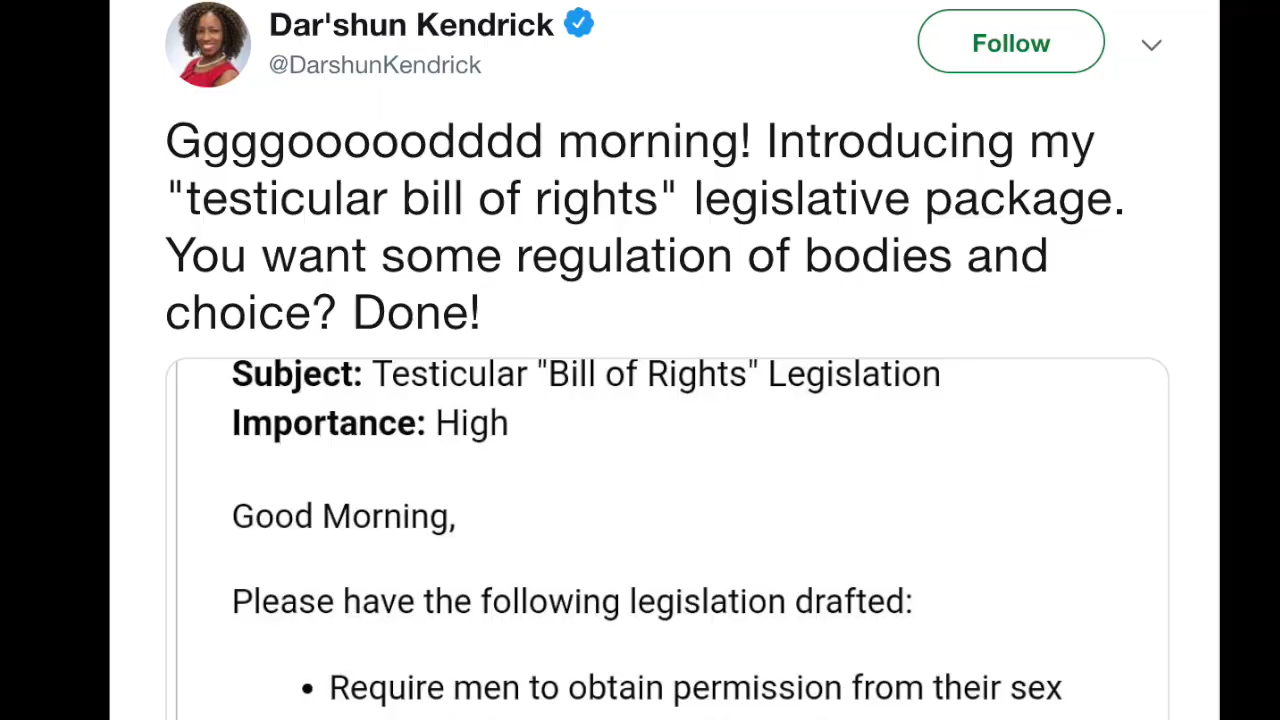 Dar'shun Kendrick
@DarshunKendrick
Follow
Ggggooooodddd morning! Introducing my
"testicular bill of rights" legislative package.
You want some regulation of bodies and
choice? Done!
Subject: Testicular "Bill of Rights" Legislation
Importance: High
Good Morning,
Please have the following legislation drafted:
• Require men to obtain permission from their sex